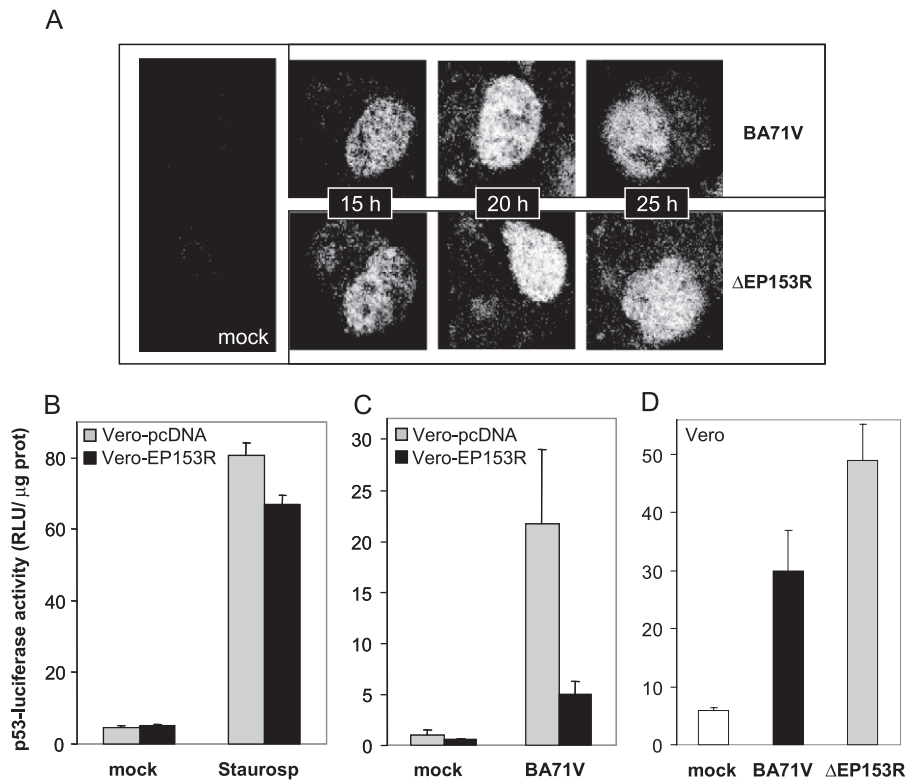 A
BA71V
15 h 20 h 25 h
ΔEP153R
mock
B
p53-luciferase activity (RLU/ μg prot)
Vero-pcDNA
Vero-EP153R
80
60
40
20
0
mock Staurosp
C
Vero-pcDNA
Vero-EP153R
30
25
20
15
10
5
0
mock BA71V
D
Vero
50
40
30
20
10
0
mock BA71V ΔEP153R